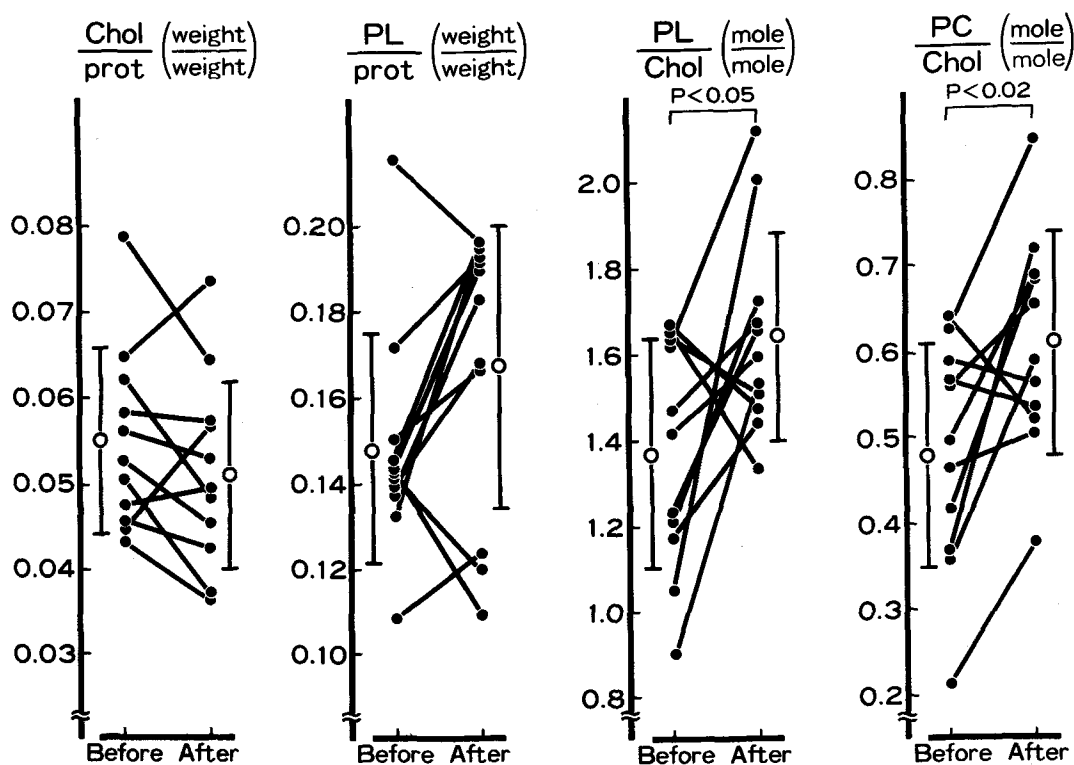 Chol/prot (weight/weight)
0.08
0.07
0.06
0.05
0.04
0.03
Before After
PL/prot (weight/weight)
0.20
0.18
0.16
0.14
0.12
0.10
Before After
PL/Chol (mole/mole)
P<0.05
2.0
1.8
1.6
1.4
1.2
1.0
0.8
Before After
PC/Chol (mole/mole)
P<0.02
0.8
0.7
0.6
0.5
0.4
0.3
0.2
Before After